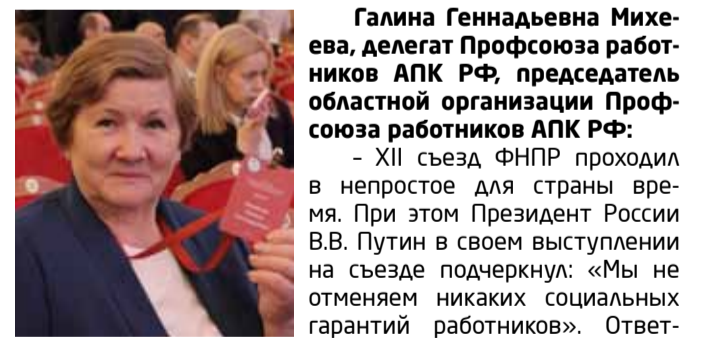 Галина Геннадьевна Михе-
ева, делегат Профсоюза работ-
ников АПК РФ, председатель
областной организации Проф-
союза работников АПК РФ:
– XII съезд ФНПР проходил
в непростое для страны вре-
мя. При этом Президент России
В.В. Путин в своем выступлении
на съезде подчеркнул: «Мы не
отменяем никаких социальных
гарантий работников». Ответ-